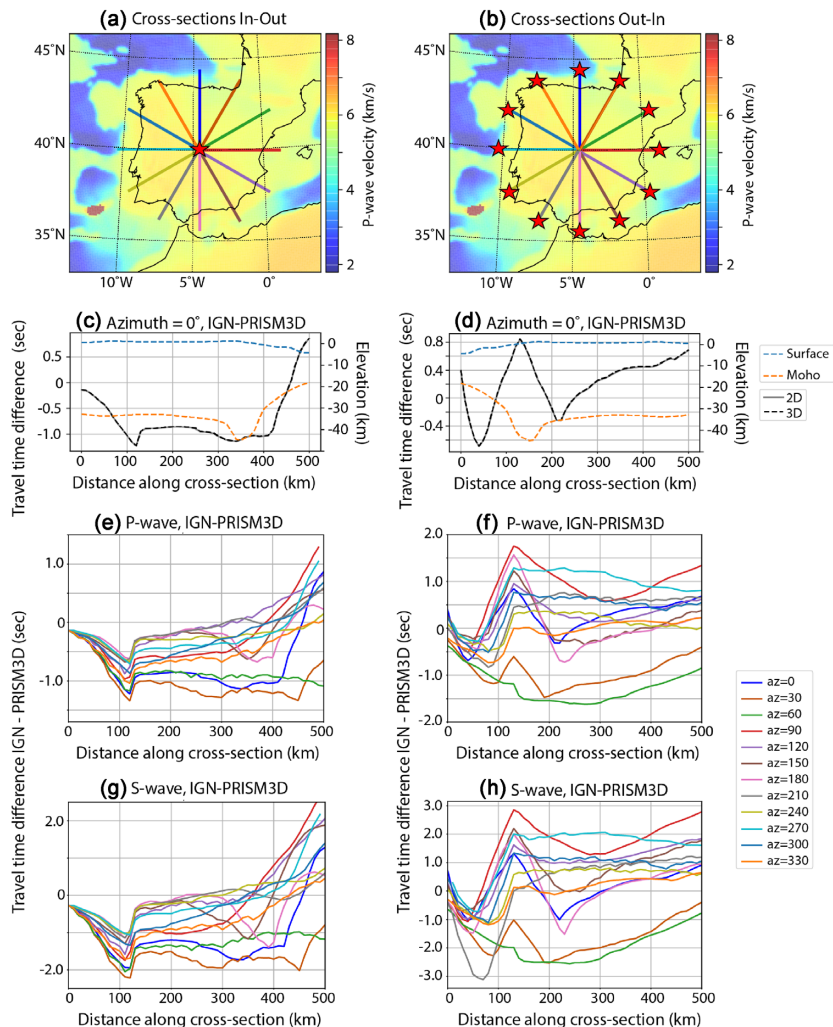 (a) Cross-sections In-Out
(b) Cross-sections Out-In
45°N
40°N
35°N
10°W
5°W
0°
8
6
4
2
P-wave velocity (km/s)
45°N
40°N
35°N
10°W
5°W
0°
8
6
4
2
P-wave velocity (km/s)
(c) Azimuth = 0°, IGN-PRISM3D
Travel time difference (sec)
0.5
0
-0.5
-1.0
0
-10
-20
-30
-40
Elevation (km)
0 100 200 300 400 500
Distance along cross-section (km)
(d) Azimuth = 0°, IGN-PRISM3D
Travel time difference (sec)
0.8
0.4
0
-0.4
0
-10
-20
-30
-40
Elevation (km)
0 100 200 300 400 500
Distance along cross-section (km)
Surface
Moho
2D
3D
(e) P-wave, IGN-PRISM3D
1.0
0
-1.0
0 100 200 300 400 500
Distance along cross-section (km)
(f) P-wave, IGN-PRISM3D
2.0
1.0
0
-1.0
-2.0
0 100 200 300 400 500
Distance along cross-section (km)
Travel time difference IGN - PRISM3D (sec)
Travel time difference IGN - PRISM3D (sec)
(g) S-wave, IGN-PRISM3D
2.0
0
-2.0
0 100 200 300 400 500
Distance along cross-section (km)
(h) S-wave, IGN-PRISM3D
3.0
2.0
1.0
0
-1.0
-2.0
-3.0
0 100 200 300 400 500
Distance along cross-section (km)
az=0
az=30
az=60
az=90
az=120
az=150
az=180
az=210
az=240
az=270
az=300
az=330